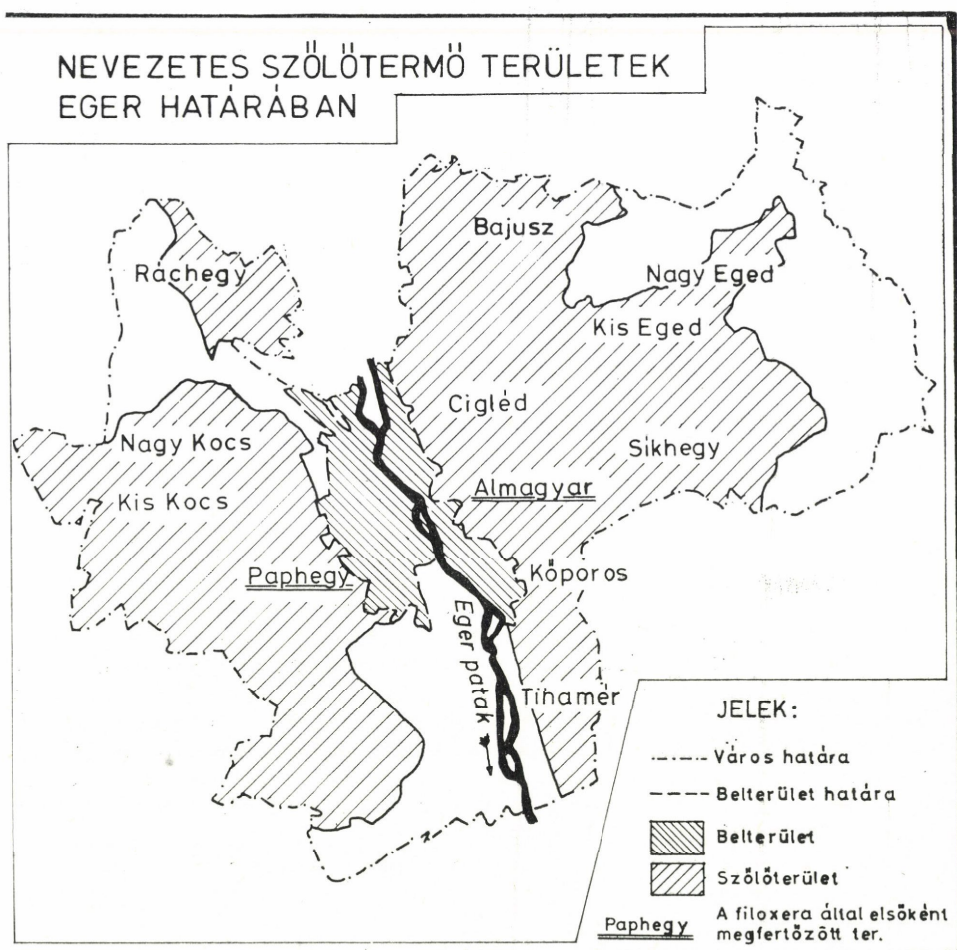 NEVEZETES SZŐLŐTERMŐ TERÜLETEK
EGER HATÁRÁBAN
Bajusz
Ráchegy
Nagy Eged
Kis Eged
Cigléd
Nagy Kocs
Sikhegy
Kis Kocs
Almagyar
Paphegy
Kőporos
Eger patak
Tihamér
JELEK:
Város határa
Belterület határa
Belterület
Szőlőterület
Paphegy
A filoxera által elsőként
megfertőzött ter.